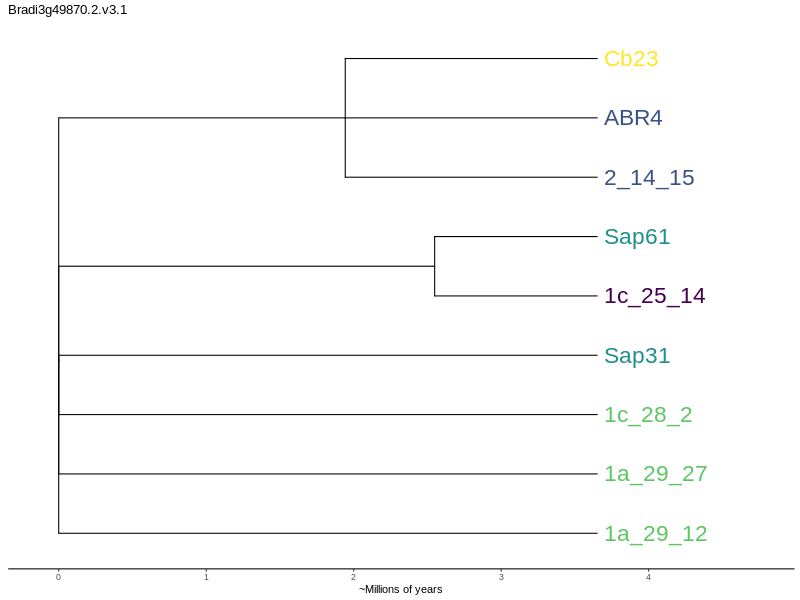 Bradi3g49870.2.v3.1
Cb23
ABR4
2_14_15
Sap61
1c_25_14
Sap31
1c_28_2
1a_29_27
1a_29_12
0 1 2 3 4
~Millions of years